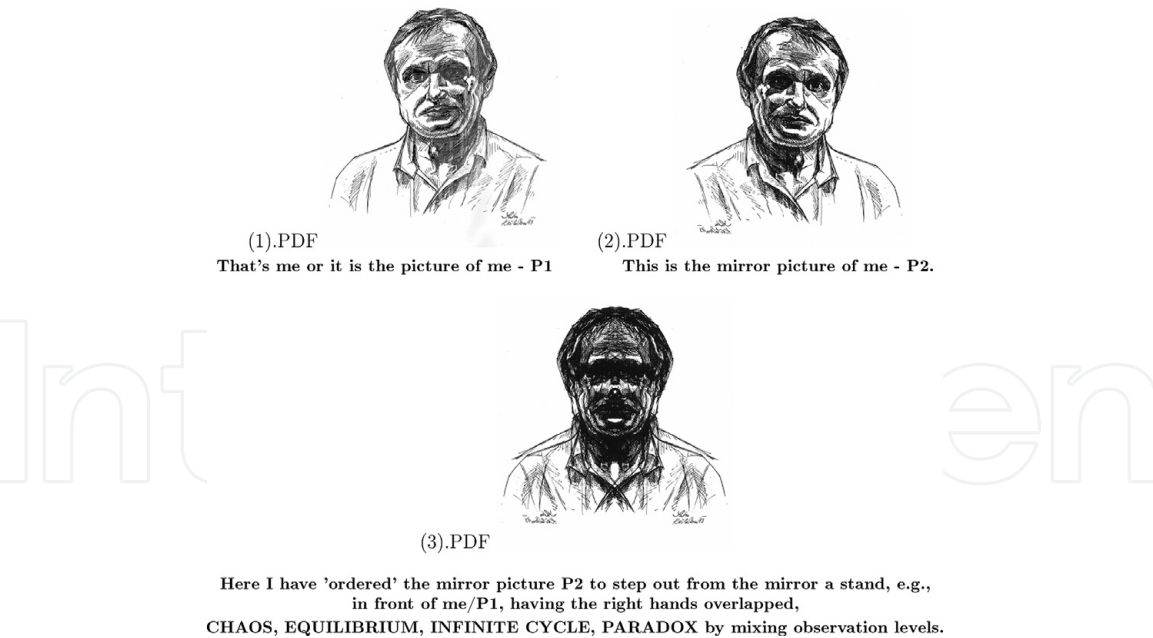 (1).PDF
(2).PDF
That's me or it is the picture of me - P1
This is the mirror picture of me - P2.
Int
en
(3).PDF
Here I have 'ordered' the mirror picture P2 to step out from the mirror a stand, e.g.,
in front of me/P1, having the right hands overlapped,
CHAOS, EQUILIBRIUM, INFINITE CYCLE, PARADOX by mixing observation levels.